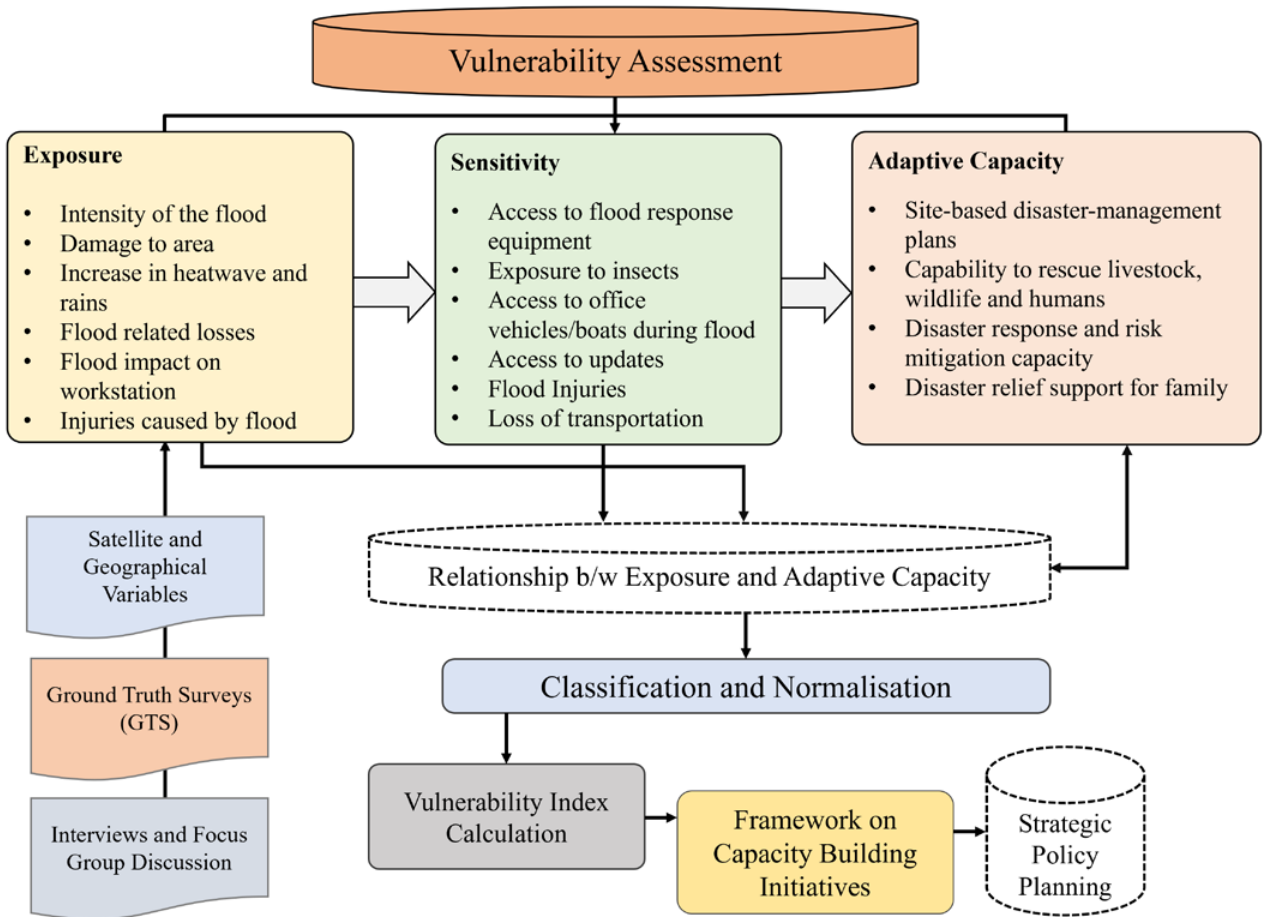 Vulnerability Assessment
Exposure
• Intensity of the flood
• Damage to area
• Increase in heatwave and
rains
• Flood related losses
• Flood impact on
workstation
• Injuries caused by flood
Sensitivity
• Access to flood response
equipment
• Exposure to insects
• Access to office
vehicles/boats during flood
• Access to updates
• Flood Injuries
• Loss of transportation
Adaptive Capacity
• Site-based disaster-management
plans
• Capability to rescue livestock,
wildlife and humans
• Disaster response and risk
mitigation capacity
• Disaster relief support for family
Satellite and
Geographical
Variables
Ground Truth Surveys
(GTS)
Interviews and Focus
Group Discussion
Relationship b/w Exposure and Adaptive Capacity
Classification and Normalisation
Vulnerability Index
Calculation
Framework on
Capacity Building
Initiatives
Strategic
Policy
Planning